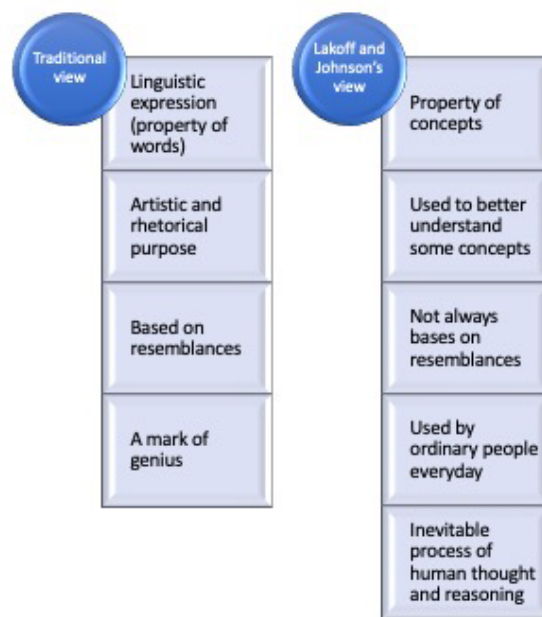 Traditional
view
Linguistic
expression
(property of
words)
Artistic and
rhetorical
purpose
Based on
resemblances
A mark of
genius
Lakoff and
Johnson's
view
Property of
concepts
Used to better
understand
some concepts
Not always
bases on
resemblances
Used by
ordinary people
everyday
Inevitable
process of
human thought
and reasoning